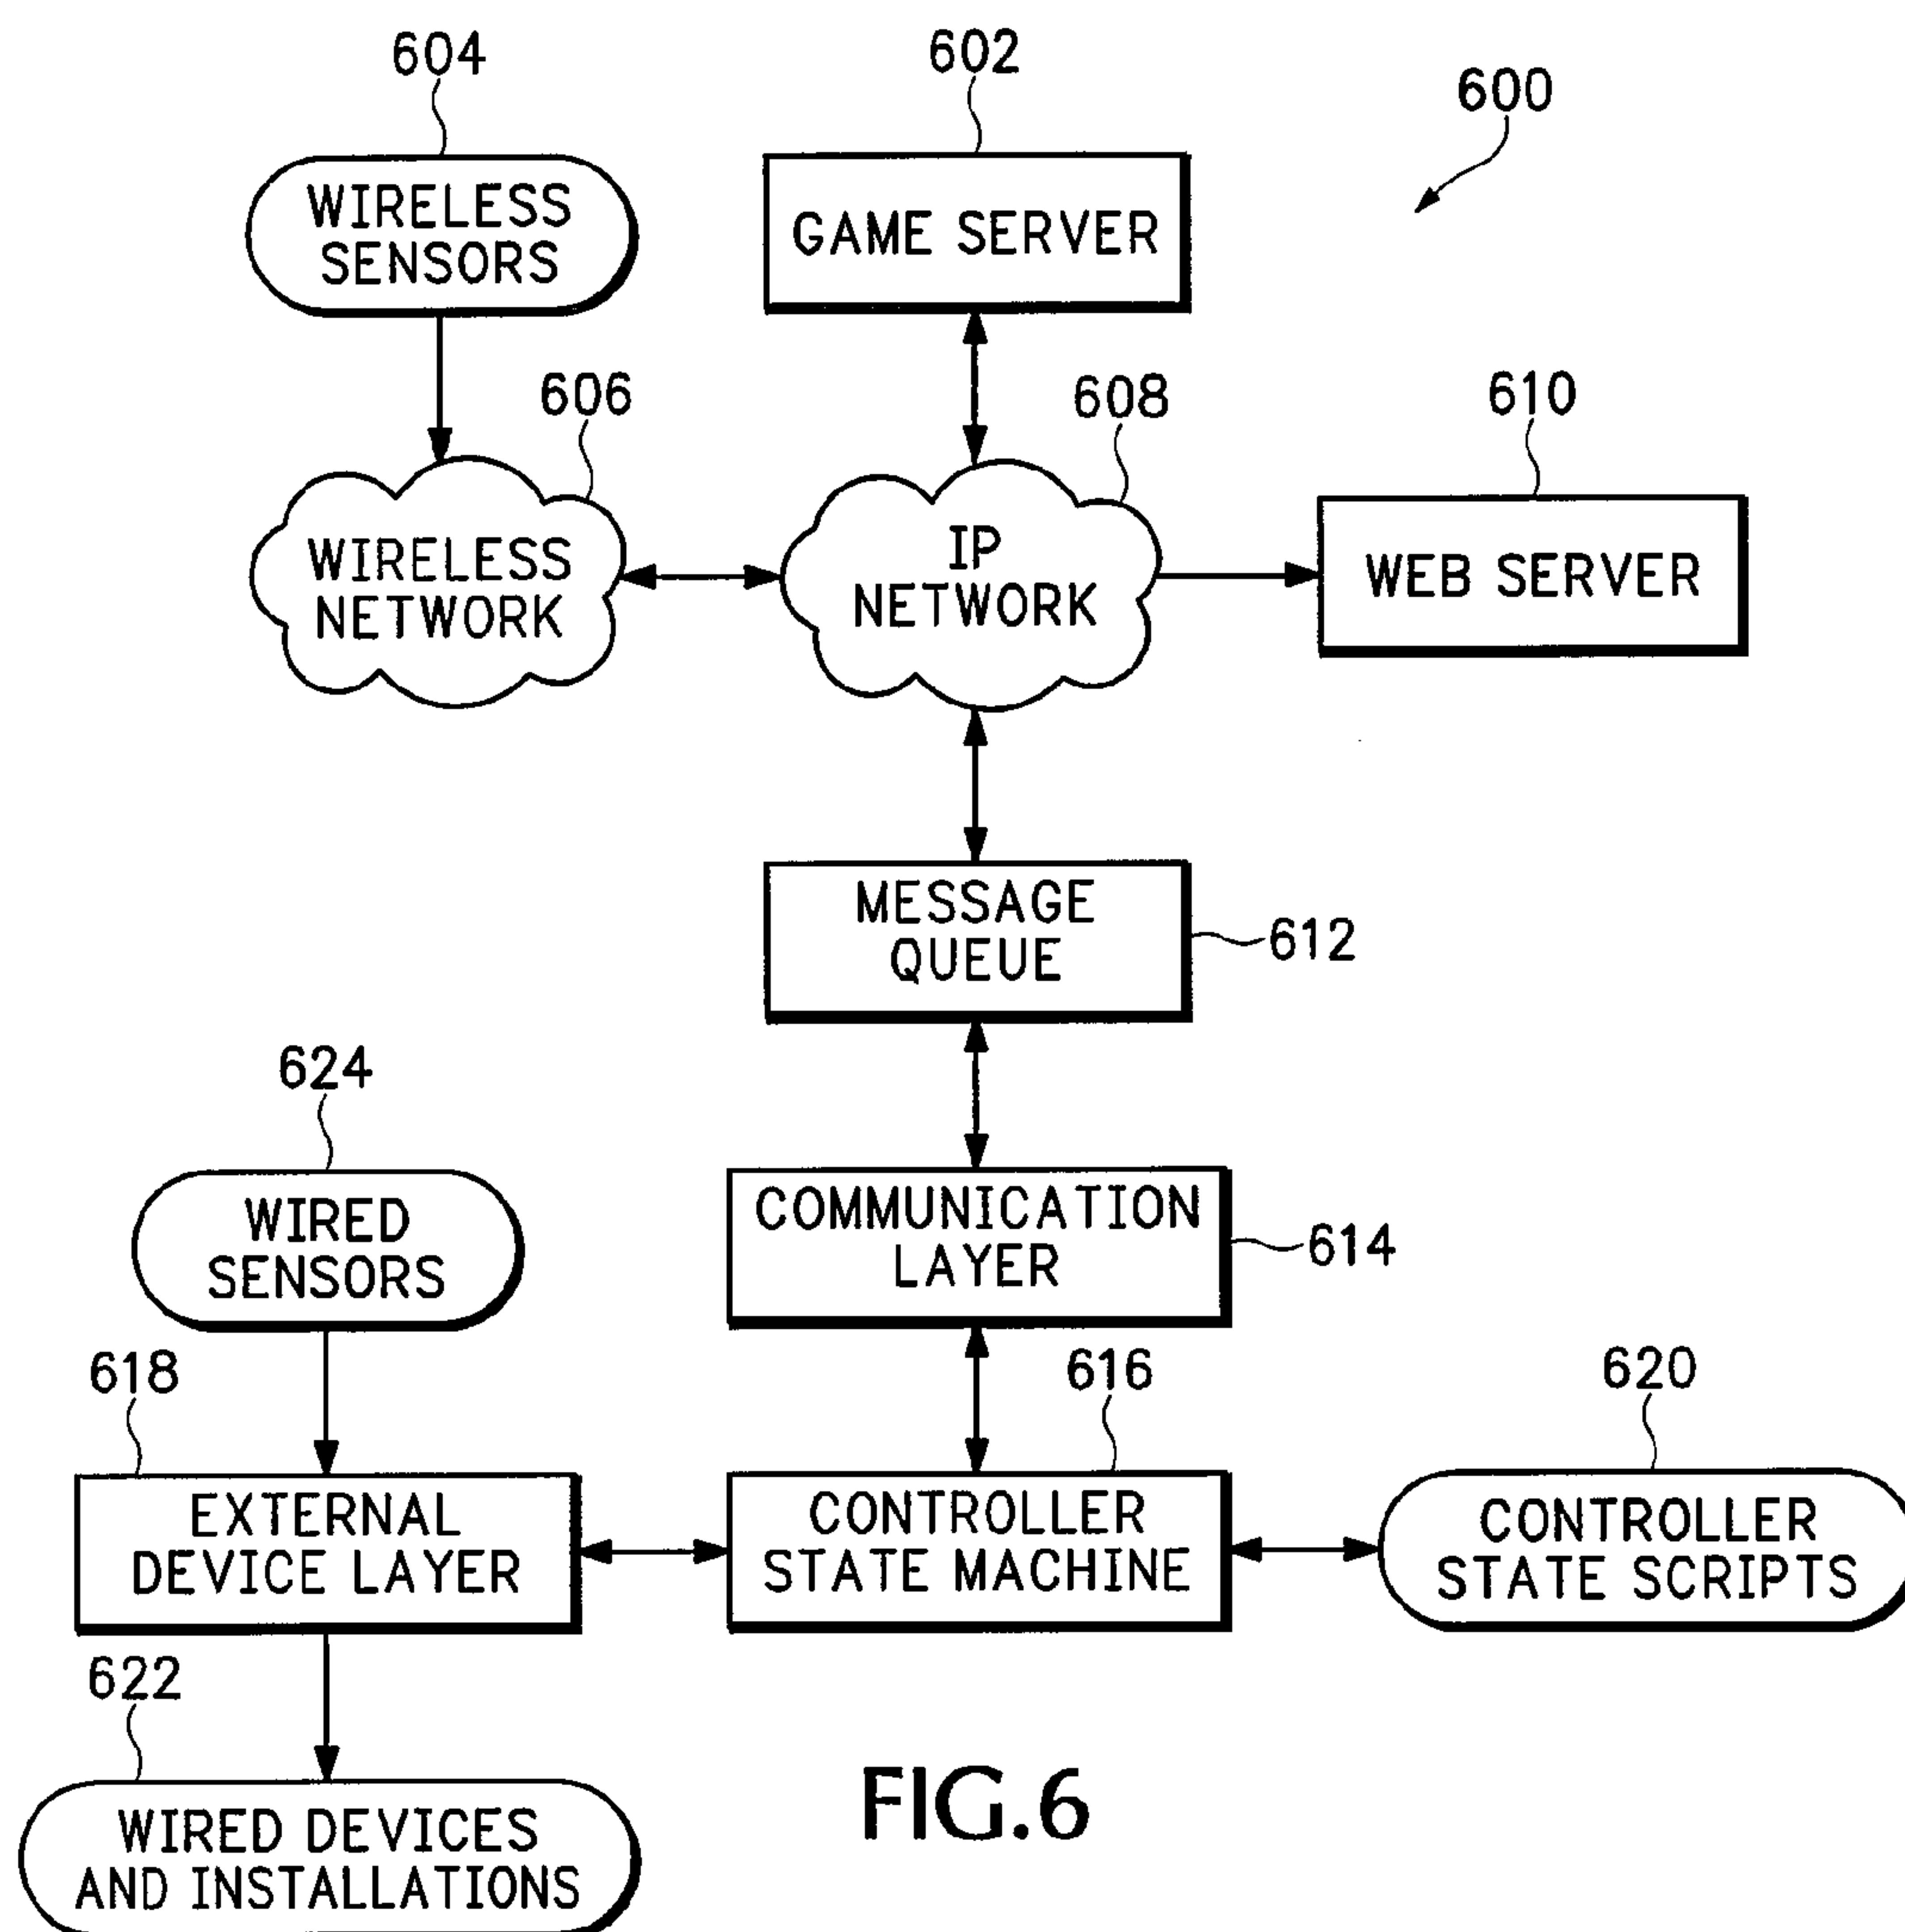 604
602
600
WIRELESS
SENSORS
GAME SERVER
606
608
610
WIRELESS
NETWORK
IP
NETWORK
WEB SERVER
MESSAGE
QUEUE
612
624
WIRED
SENSORS
COMMUNICATION
LAYER
614
618
616
620
EXTERNAL
DEVICE LAYER
CONTROLLER
STATE MACHINE
CONTROLLER
STATE SCRIPTS
622
WIRED DEVICES
AND INSTALLATIONS
FIG.6